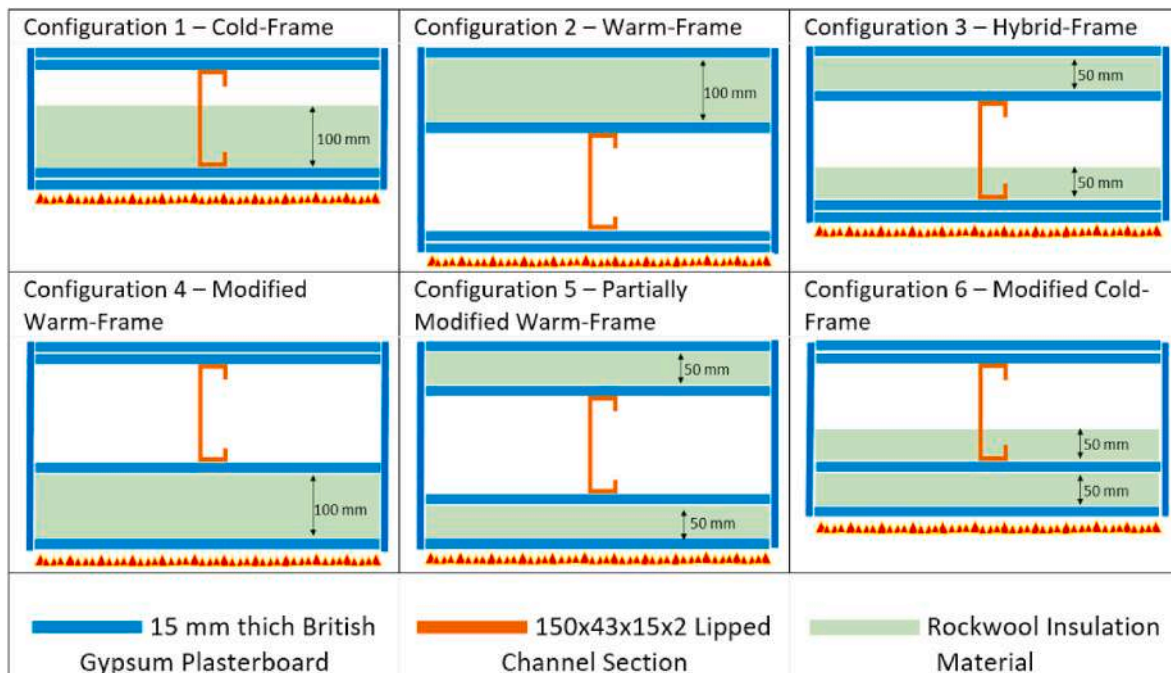 Configuration 1 – Cold-Frame
100 mm
Configuration 2 – Warm-Frame
100 mm
Configuration 3 – Hybrid-Frame
50 mm
50 mm
Configuration 4 – Modified
Warm-Frame
100 mm
Configuration 5 – Partially
Modified Warm-Frame
50 mm
50 mm
Configuration 6 – Modified Cold-
Frame
50 mm
50 mm
15 mm thich British
Gypsum Plasterboard
150x43x15x2 Lipped
Channel Section
Rockwool Insulation
Material